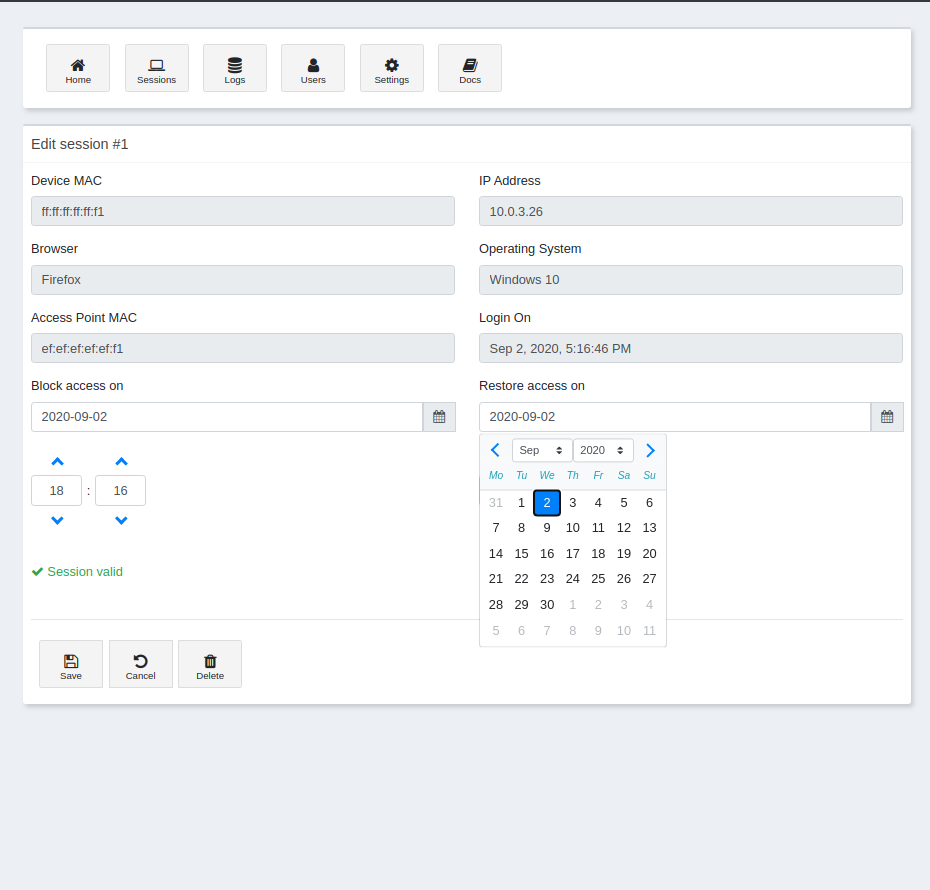 Home Sessions Logs Users Settings Docs
Edit session #1
Device MAC IP Address
ff:ff:ff:ff:ff:f1 10.0.3.26
Browser Operating System
Firefox Windows 10
Access Point MAC Login On
ef:ef:ef:ef:ef:f1 Sep 2, 2020, 5:16:46 PM
Block access on Restore access on
2020-09-02 2020-09-02
Sep 2020
Mo Tu We Th Fr Sa Su
18 : 16
31 1 2 3 4 5 6
7 8 9 10 11 12 13
14 15 16 17 18 19 20
Session valid
21 22 23 24 25 26 27
28 29 30 1 2 3 4
5 6 7 8 9 10 11
Save Cancel Delete